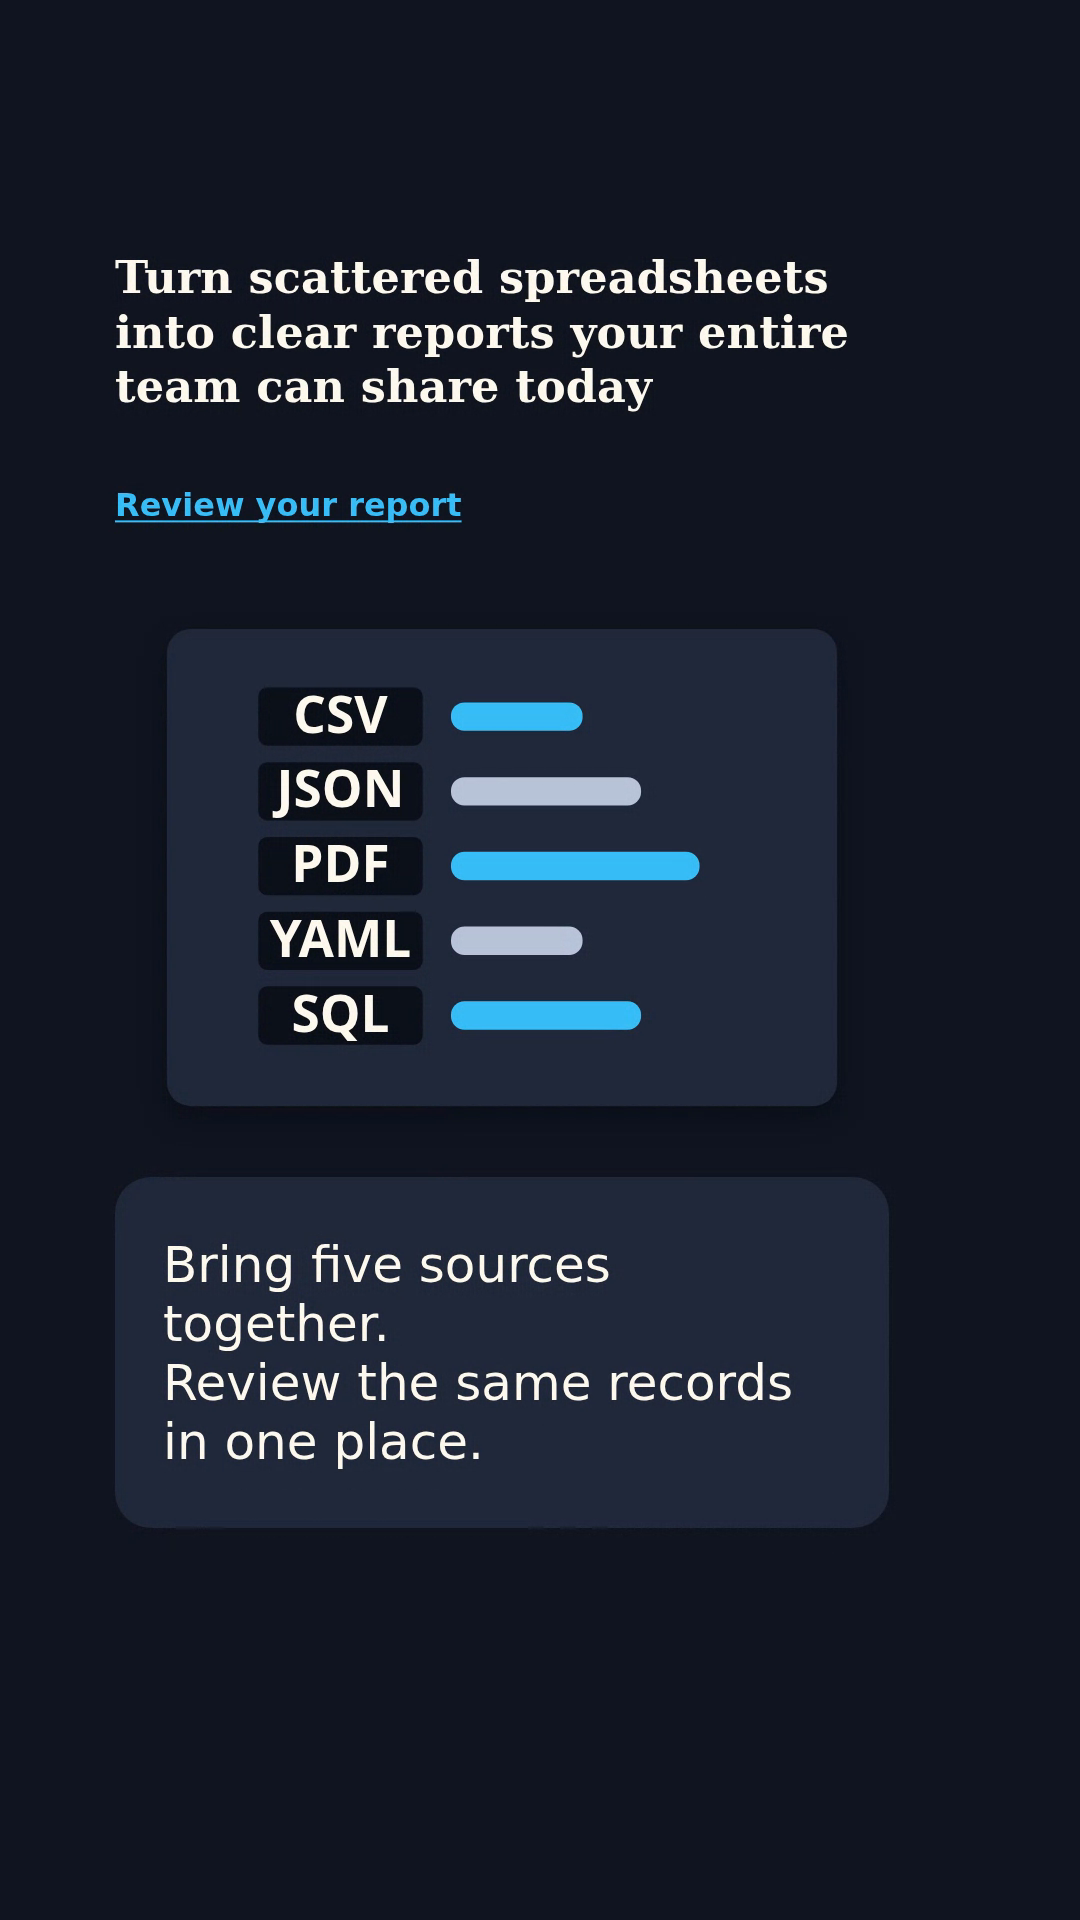 Turn scattered spreadsheets
into clear reports your entire
team can share today
Review your report
CSV
JSON
PDF
YAML
SQL
Bring five sources
together.
Review the same records
in one place.